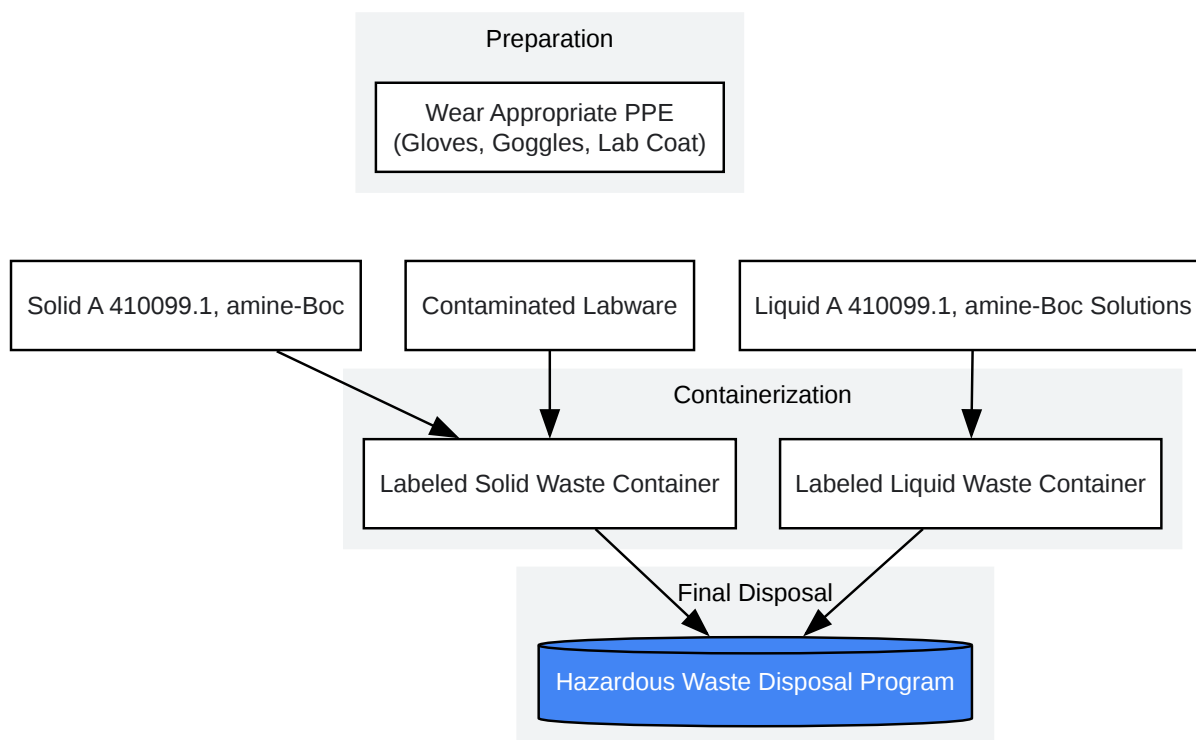 Preparation
Wear Appropriate PPE
(Gloves, Goggles, Lab Coat)
Solid A 410099.1, amine-Boc
Contaminated Labware
Liquid A 410099.1, amine-Boc Solutions
Containerization
Labeled Solid Waste Container
Labeled Liquid Waste Container
Final Disposal
Hazardous Waste Disposal Program